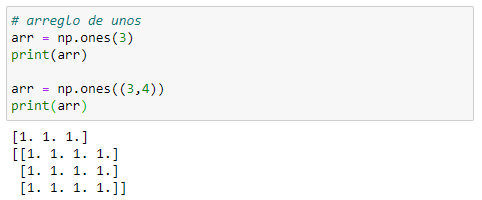 # arreglo de unos
arr = np.ones(3)
print(arr)

arr = np.ones((3,4))
print(arr)
[1. 1. 1.]
[[1. 1. 1. 1.]
 [1. 1. 1. 1.]
 [1. 1. 1. 1.]]